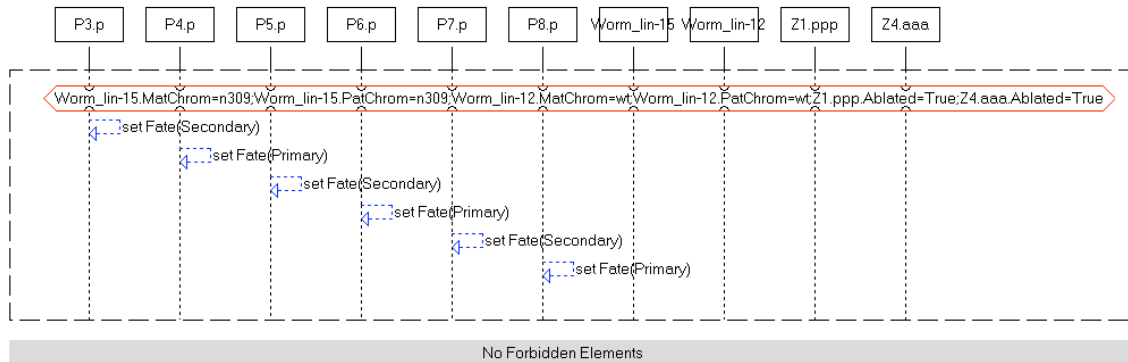 P3.p P4.p P5.p P6.p P7.p P8.p Worm_lin-15 Worm_lin-12 Z1.ppp Z4.aaa
Worm_lin-15.MatChrom=n309;Worm_lin-15.PatChrom=n309;Worm_lin-12.MatChrom=wt;Worm_lin-12.PatChrom=wt;Z1.ppp.Ablated=True;Z4.aaa.Ablated=True
set Fate(Secondary)
set Fate(Primary)
set Fate(Secondary)
set Fate(Primary)
set Fate(Secondary)
set Fate(Primary)
No Forbidden Elements